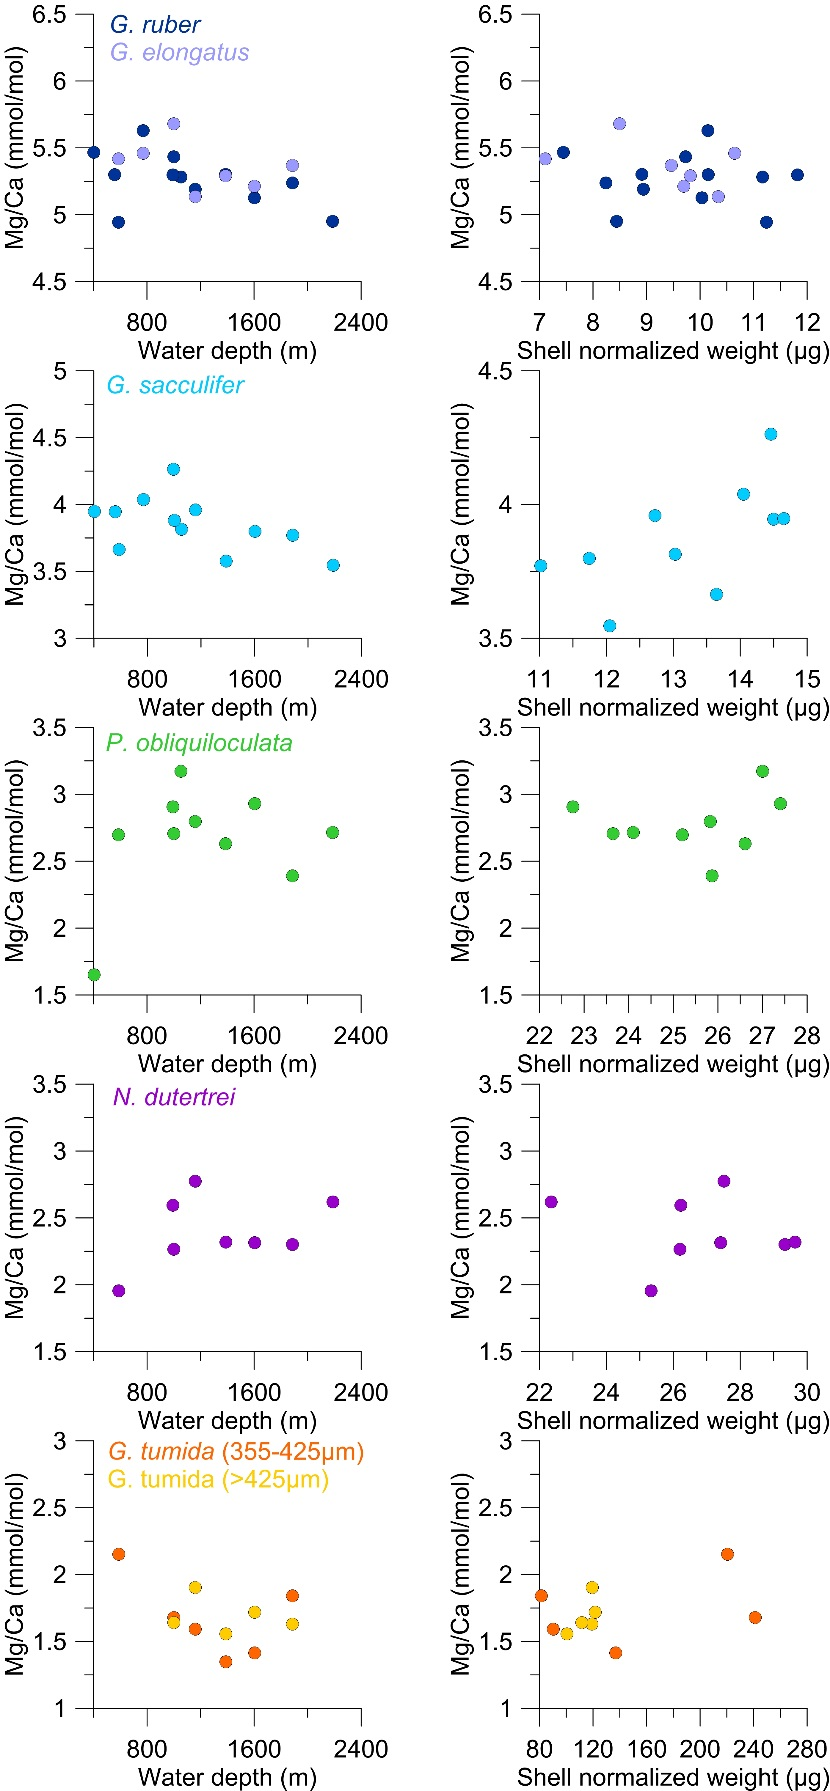 6.5
G. ruber
G. elongatus
6
5.5
5
4.5
Mg/Ca (mmol/mol)
800 1600 2400
Water depth (m)
6.5
6
5.5
5
4.5
Mg/Ca (mmol/mol)
7 8 9 10 11 12
Shell normalized weight (µg)
5
G. sacculifer
4.5
4
3.5
3
Mg/Ca (mmol/mol)
800 1600 2400
Water depth (m)
4.5
4
3.5
Mg/Ca (mmol/mol)
11 12 13 14 15
Shell normalized weight (µg)
3.5
P. obliquiloculata
3
2.5
2
1.5
Mg/Ca (mmol/mol)
800 1600 2400
Water depth (m)
3.5
3
2.5
2
1.5
Mg/Ca (mmol/mol)
22 23 24 25 26 27 28
Shell normalized weight (µg)
3.5
N. dutertrei
3
2.5
2
1.5
Mg/Ca (mmol/mol)
800 1600 2400
Water depth (m)
3.5
3
2.5
2
1.5
Mg/Ca (mmol/mol)
22 24 26 28 30
Shell normalized weight (µg)
3
G. tumida (355-425µm)
G. tumida (>425µm)
2.5
2
1.5
1
Mg/Ca (mmol/mol)
800 1600 2400
Water depth (m)
3
2.5
2
1.5
1
Mg/Ca (mmol/mol)
80 120 160 200 240 280
Shell normalized weight (µg)